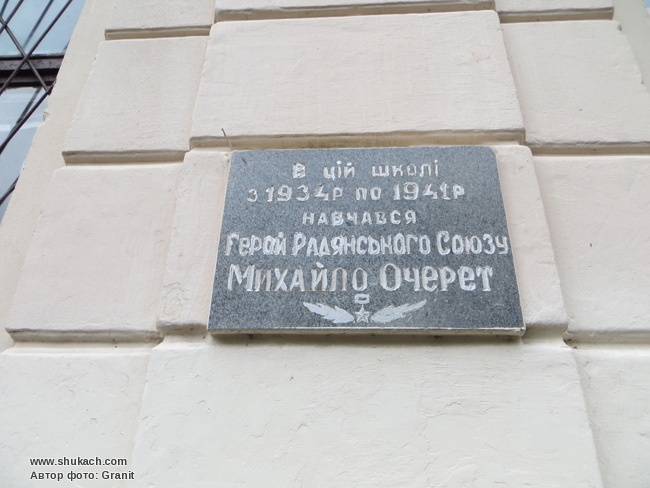 В цій школі
з 1934р по 1941р
навчався
Герой Радянського Союзу
Михайло Очерет
www.shukach.com
Автор фото: Granit